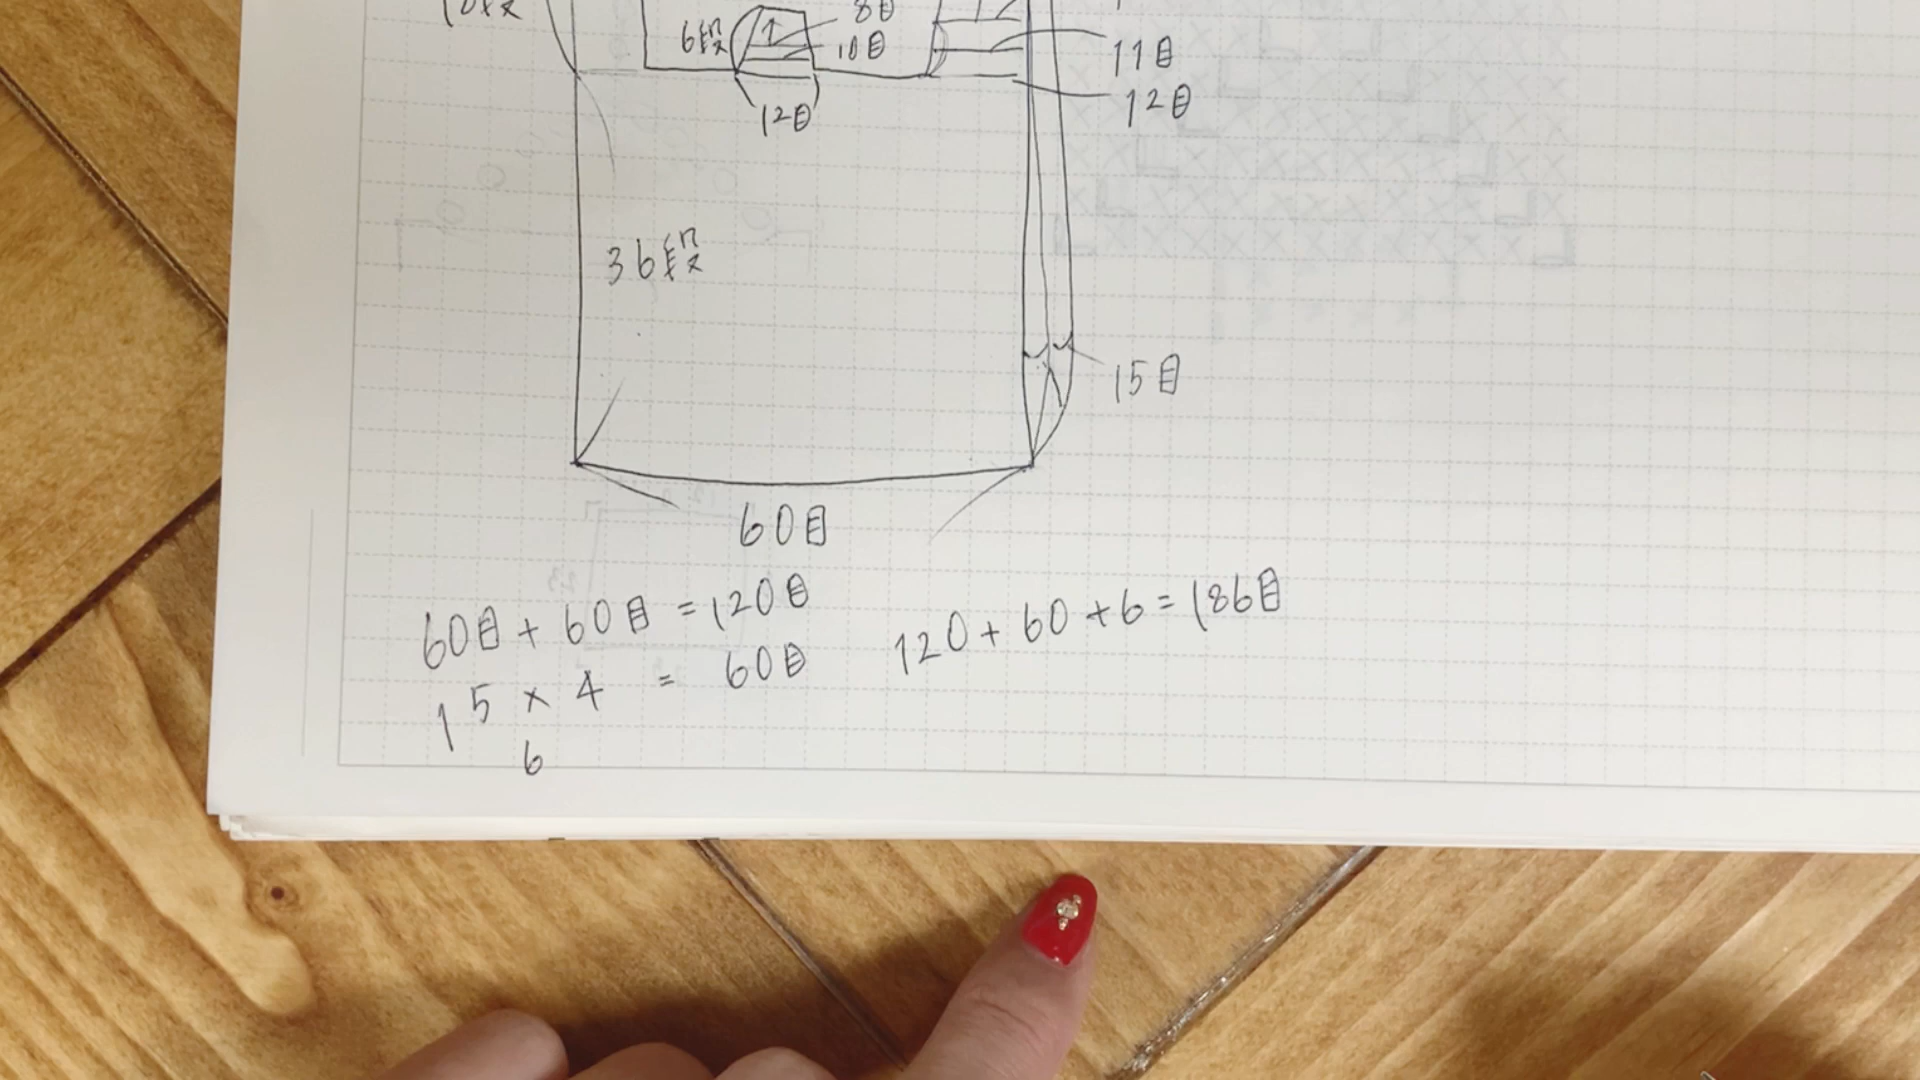 6段
8目
10目
12目
11目
12目
36段
15目
60目
60目 + 60目 = 120目
15 × 4 = 60目
6
120 + 60 + 6 = 186目